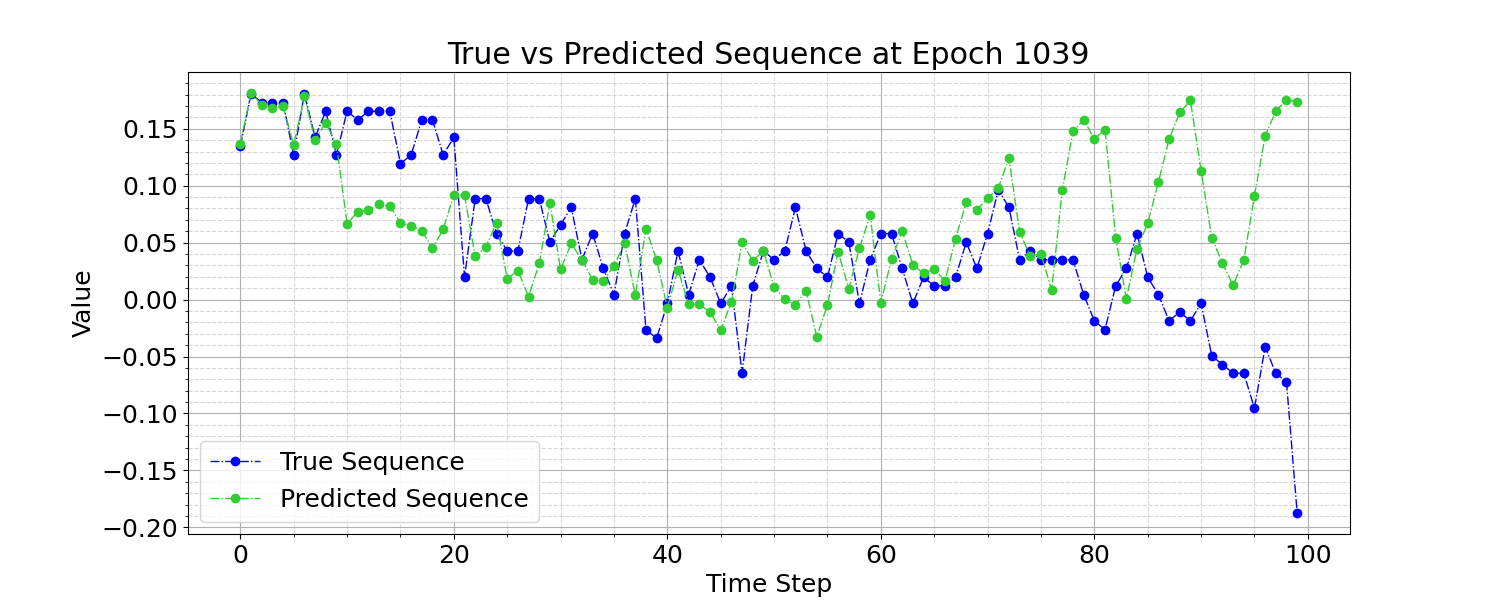 True vs Predicted Sequence at Epoch 1039
Value
0.15
0.10
0.05
0.00
−0.05
−0.10
−0.15
−0.20
True Sequence
Predicted Sequence
0 20 40 60 80 100
Time Step